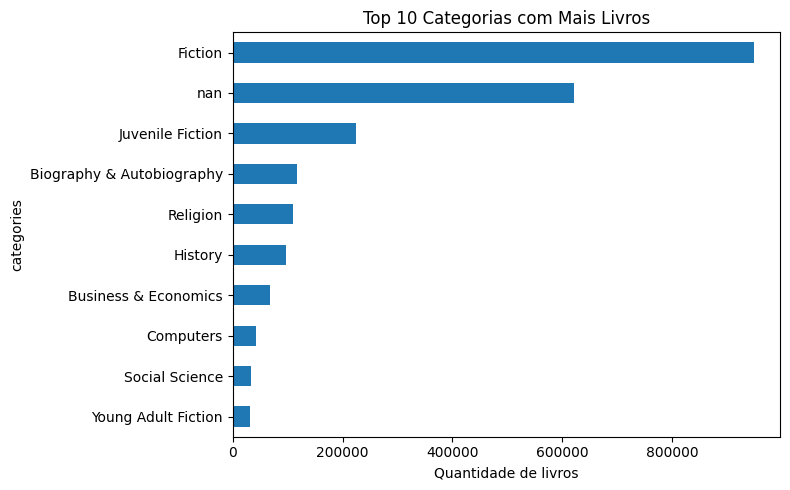 Top 10 Categorias com Mais Livros
Fiction
nan
Juvenile Fiction
Biography & Autobiography
Religion
History
Business & Economics
Computers
Social Science
Young Adult Fiction
categories
0 200000 400000 600000 800000
Quantidade de livros